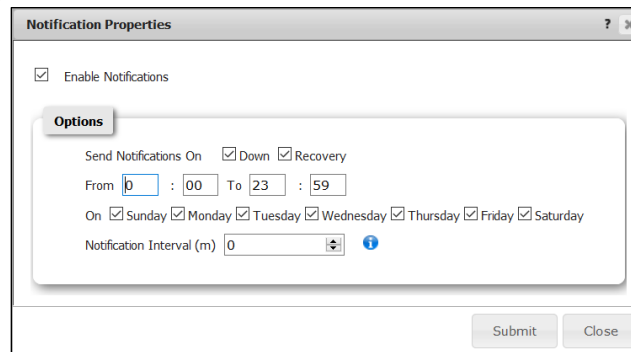 Notification Properties ?
Enable Notifications
Options
Send Notifications On Down Recovery
From 0 : 00 To 23 : 59
On Sunday Monday Tuesday Wednesday Thursday Friday Saturday
Notification Interval (m) 0
Submit Close